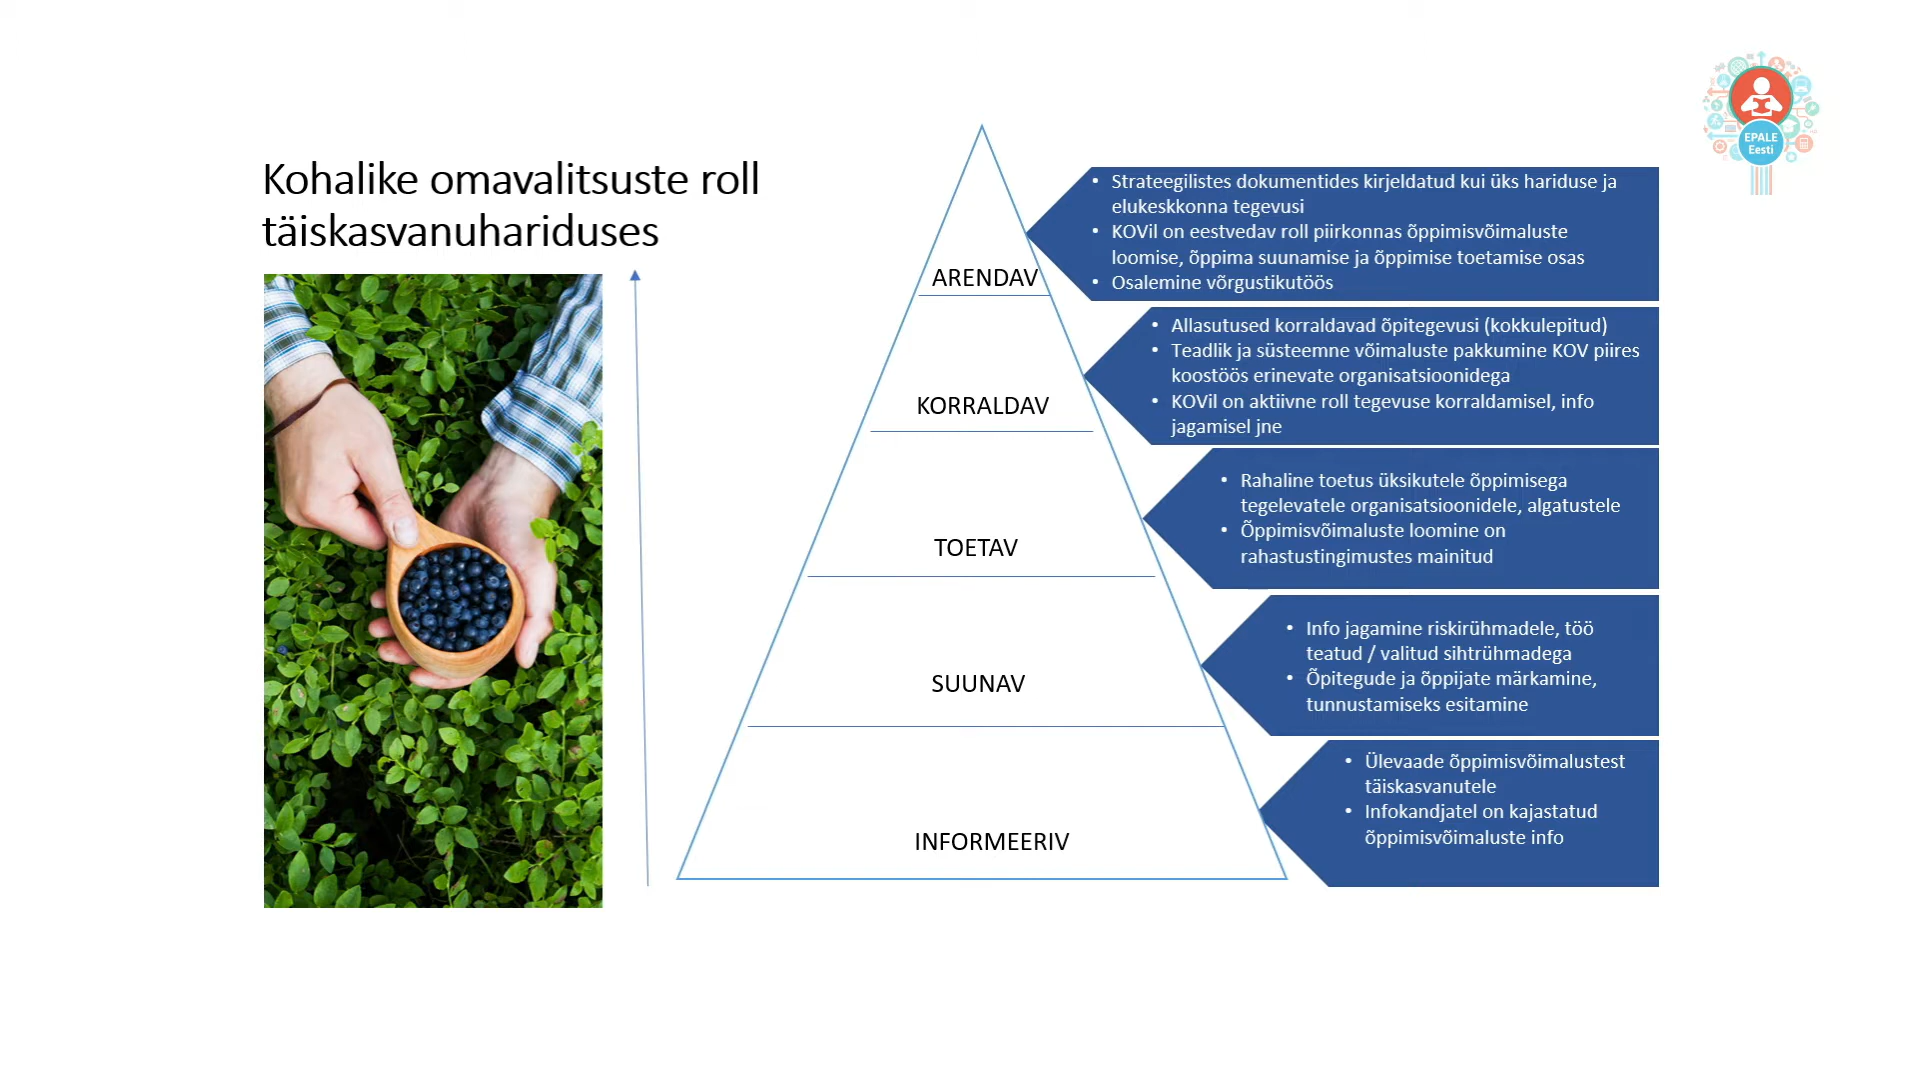 Kohalike omavalitsuste roll
täiskasvanuhariduses
EPALE
Eesti
ARENDAV
• Strateegilistes dokumentides kirjeldatud kui üks hariduse ja
elukeskkonna tegevusi
• KOVil on eestvedav roll piirkonnas õppimisvõimaluste
loomise, õppima suunamise ja õppimise toetamise osas
• Osalemine võrgustikutöös
KORRALDAV
• Allasutused korraldavad õpitegevusi (kokkulepitud)
• Teadlik ja süsteemne võimaluste pakkumine KOV piires
koostöös erinevate organisatsioonidega
• KOVil on aktiivne roll tegevuse korraldamisel, info
jagamisel jne
TOETAV
• Rahaline toetus üksikutele õppimisega
tegelevatele organisatsioonidele, algatustele
• Õppimisvõimaluste loomine on
rahastustingimustes mainitud
SUUNAV
• Info jagamine riskirühmadele, töö
teatud / valitud sihtrühmadega
• Õpitegude ja õppijate märkamine,
tunnustamiseks esitamine
INFORMEERIV
• Ülevaade õppimisvõimalustest
täiskasvanutele
• Infokandjatel on kajastatud
õppimisvõimaluste info